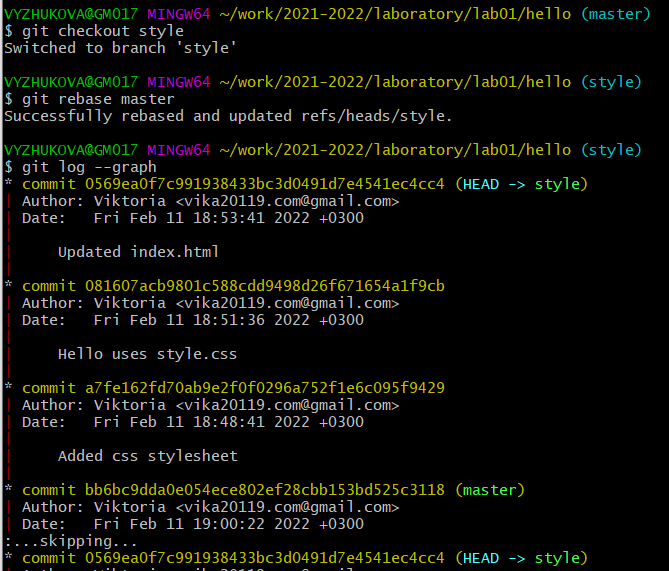 VYZHUKOVA@GM017 MINGW64 ~/work/2021-2022/laboratory/lab01/hello (master)
$ git checkout style
Switched to branch 'style'
VYZHUKOVA@GM017 MINGW64 ~/work/2021-2022/laboratory/lab01/hello (style)
$ git rebase master
Successfully rebased and updated refs/heads/style.
VYZHUKOVA@GM017 MINGW64 ~/work/2021-2022/laboratory/lab01/hello (style)
$ git log --graph
* commit 0569ea0f7c991938433bc3d0491d7e4541ec4cc4 (HEAD -> style)
| Author: Viktoria <vika20119.com@gmail.com>
| Date:   Fri Feb 11 18:53:41 2022 +0300
|
|     Updated index.html
|
* commit 081607acb9801c588cdd9498d26f671654a1f9cb
| Author: Viktoria <vika20119.com@gmail.com>
| Date:   Fri Feb 11 18:51:36 2022 +0300
|
|     Hello uses style.css
|
* commit a7fe162fd70ab9e2f0f0296a752f1e6c095f9429
| Author: Viktoria <vika20119.com@gmail.com>
| Date:   Fri Feb 11 18:48:41 2022 +0300
|
|     Added css stylesheet
|
* commit bb6bc9dda0e054ece802ef28cbb153bd525c3118 (master)
| Author: Viktoria <vika20119.com@gmail.com>
| Date:   Fri Feb 11 19:00:22 2022 +0300
:...skipping...
* commit 0569ea0f7c991938433bc3d0491d7e4541ec4cc4 (HEAD -> style)